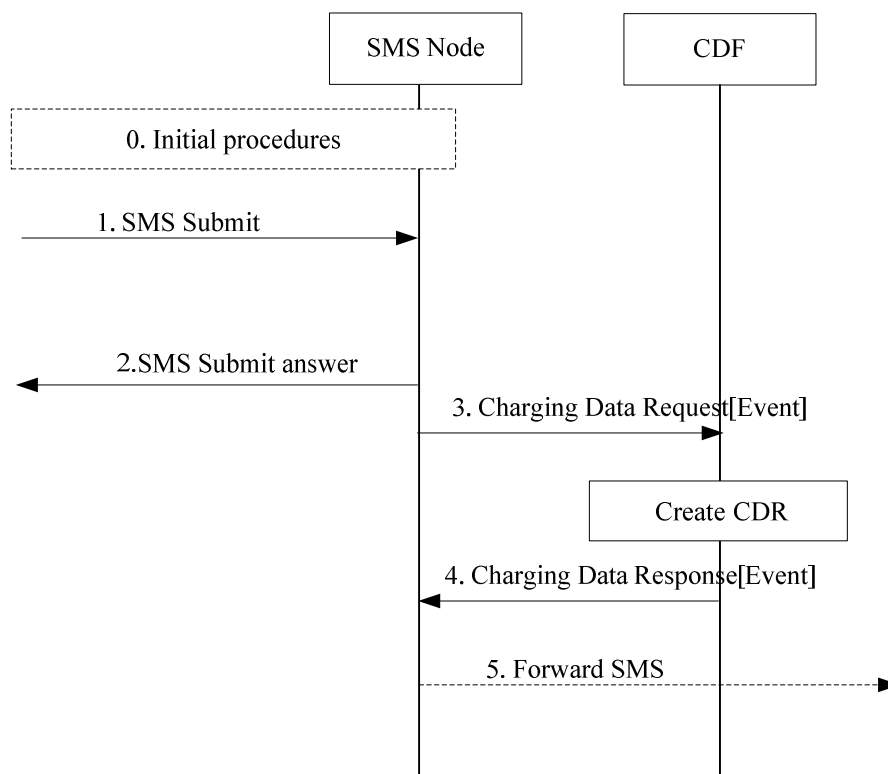 SMS Node
CDF
0. Initial procedures
1. SMS Submit
2.SMS Submit answer
3. Charging Data Request[Event]
Create CDR
4. Charging Data Response[Event]
5. Forward SMS